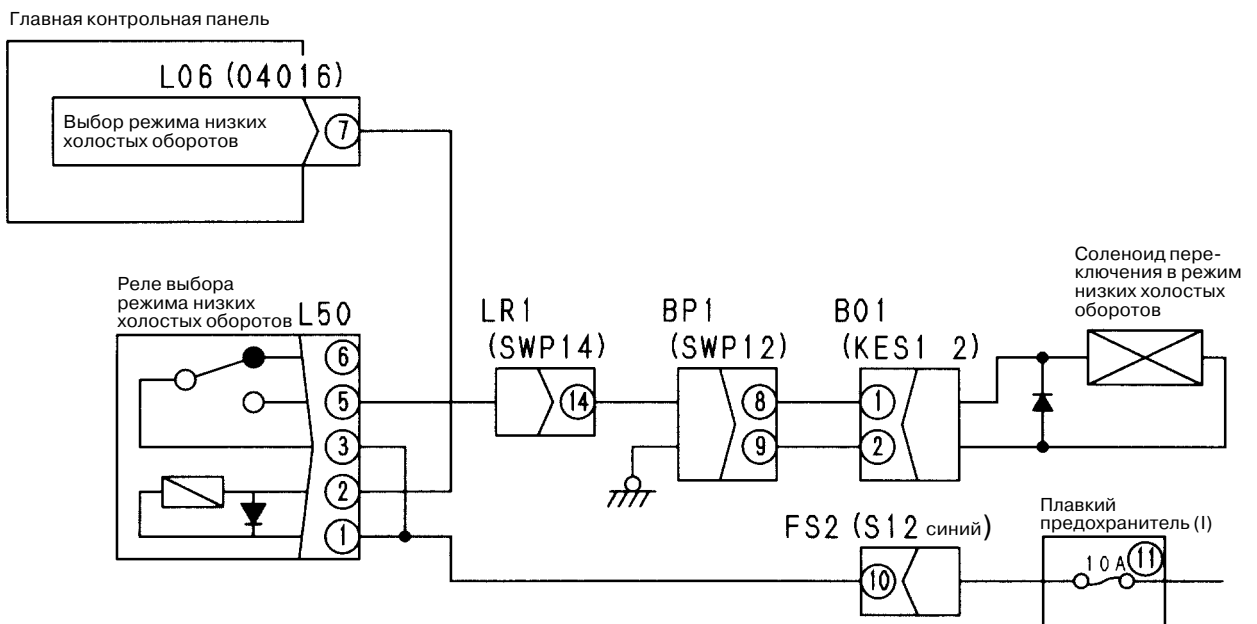 Главная контрольная панель
L06 (04016)
Выбор режима низких
холостых оборотов
7
Реле выбора
режима низких
холостых оборотов L50
6
5
3
2
1
LR1
(SWP14)
14
BP1
(SWP12)
8
9
B01
(KES1 2)
1
2
Соленоид пере-
ключения в режим
низких холостых
оборотов
FS2 (S12 синий)
10
Плавкий
предохранитель (I)
10A 11